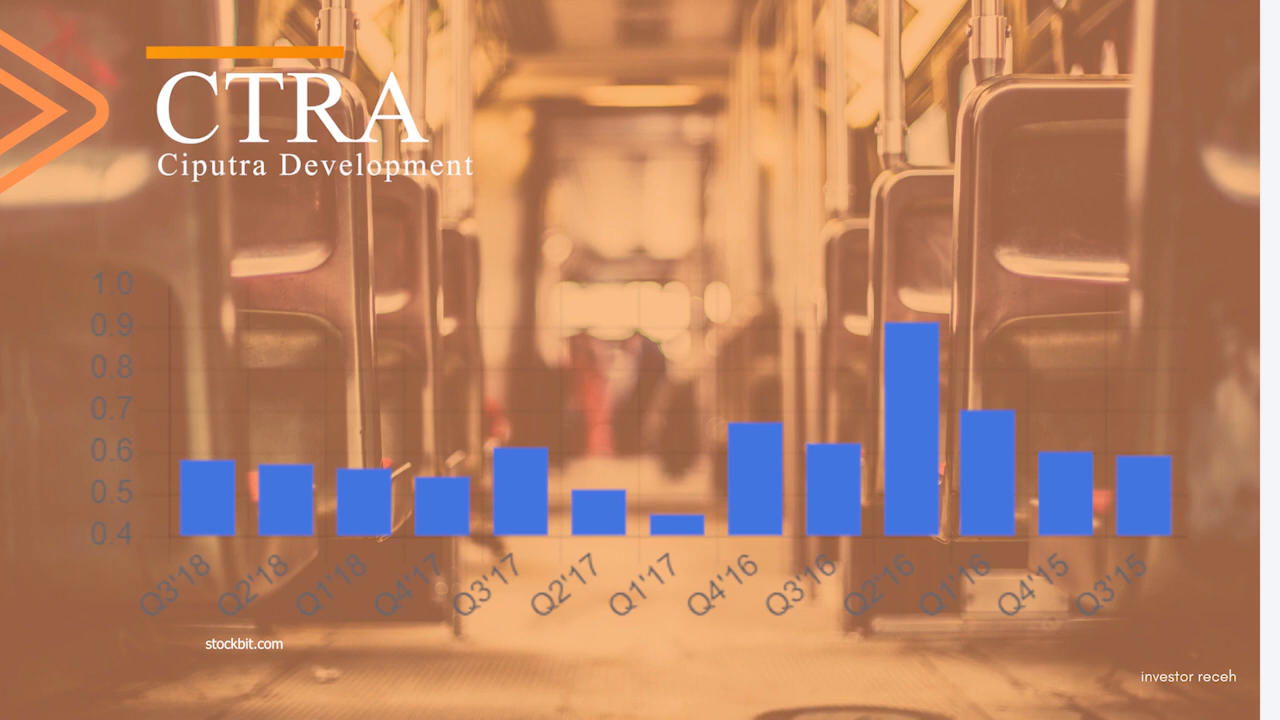 CTRA
Ciputra Development
1.0
0.9
0.8
0.7
0.6
0.5
0.4
Q3'18 Q2'18 Q1'18 Q4'17 Q3'17 Q2'17 Q1'17 Q4'16 Q3'16 Q2'16 Q1'16 Q4'15 Q3'15
stockbit.com
investor receh